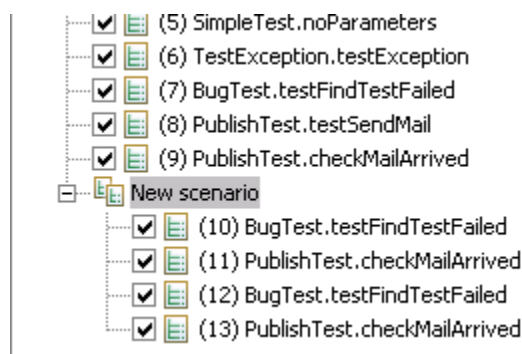 (5) SimpleTest.noParameters
(6) TestException.testException
(7) BugTest.testFindTestFailed
(8) PublishTest.testSendMail
(9) PublishTest.checkMailArrived
New scenario
(10) BugTest.testFindTestFailed
(11) PublishTest.checkMailArrived
(12) BugTest.testFindTestFailed
(13) PublishTest.checkMailArrived